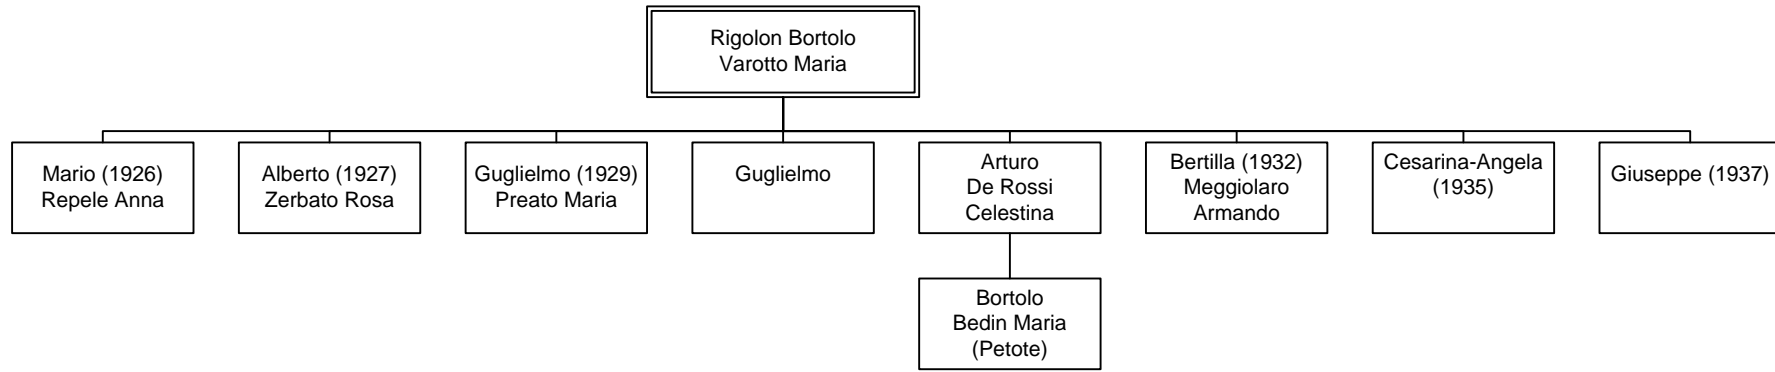 Rigolon Bortolo
Varotto Maria
Mario (1926)
Repele Anna
Alberto (1927)
Zerbato Rosa
Guglielmo (1929)
Preato Maria
Guglielmo
Arturo
De Rossi
Celestina
Bertilla (1932)
Meggiolaro
Armando
Cesarina-Angela
(1935)
Giuseppe (1937)
Bortolo
Bedin Maria
(Petote)